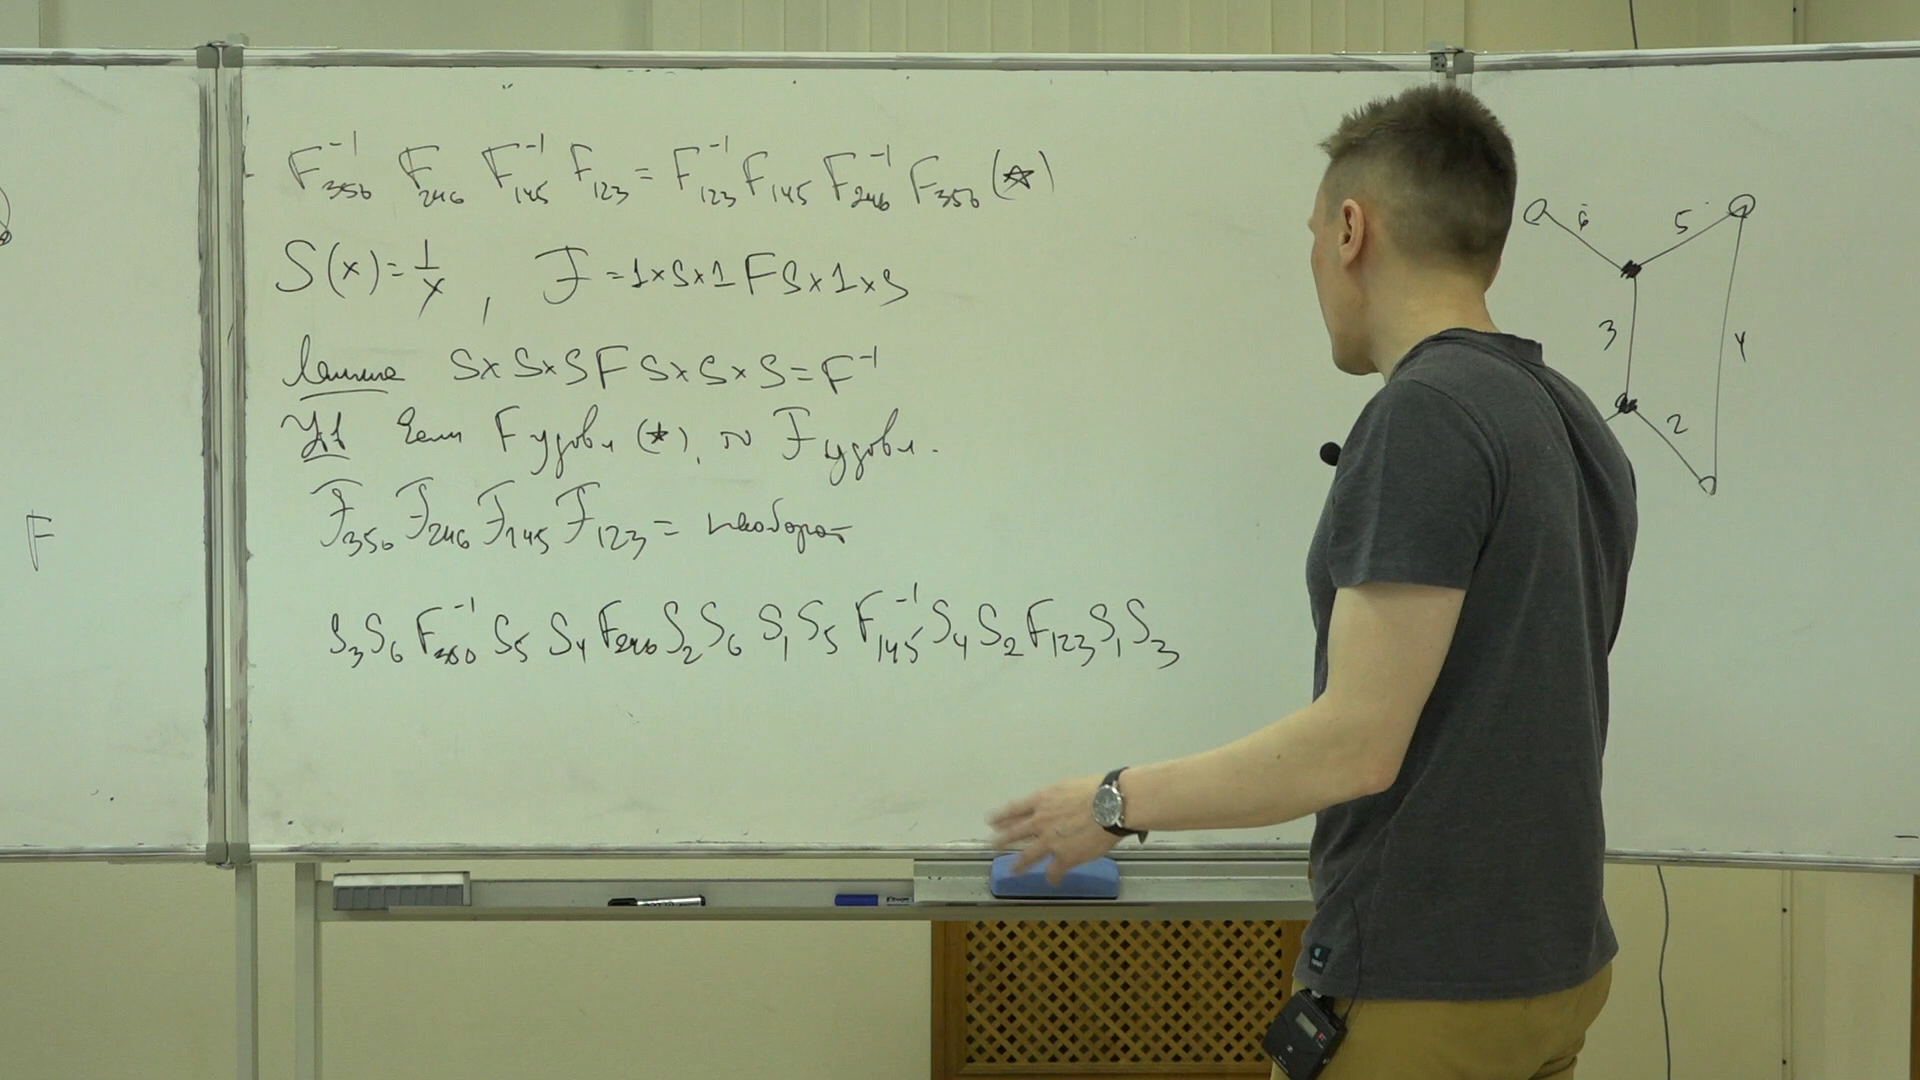 F
F⁻¹₃₅₆ F₂₄₆ F⁻¹₁₄₅ F₁₂₃ = F⁻¹₁₂₃ F₁₄₅ F⁻¹₂₄₆ F₃₅₆ (☆)
S(x) = 1/x , ℱ = 1×S×1 F S×1×S
Лемма S×S×S F S×S×S = F⁻¹
Утв Если F удовл (☆), то ℱ удовл.
ℱ₃₅₆ ℱ₂₄₆ ℱ₁₄₅ ℱ₁₂₃ = наоборот
S₃ S₆ F⁻¹₃₅₆ S₅ S₄ F₂₄₆ S₂ S₆ S₁ S₅ F⁻¹₁₄₅ S₄ S₂ F₁₂₃ S₁ S₃
6 5
3 4
2